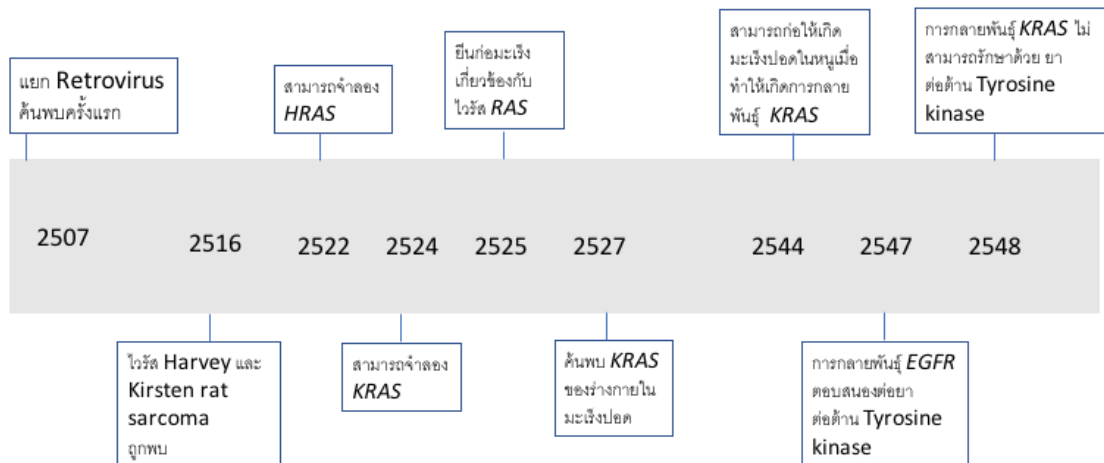 แยก Retrovirus
ค้นพบครั้งแรก
สามารถจำลอง
HRAS
ยีนก่อมะเร็ง
เกี่ยวข้องกับ
ไวรัส RAS
สามารถก่อให้เกิด
มะเร็งปอดในหนูเมื่อ
ทำให้เกิดการกลาย
พันธุ์ KRAS
การกลายพันธุ์ KRAS ไม่
สามารถรักษาด้วย ยา
ต่อต้าน Tyrosine
kinase
2507 2516 2522 2524 2525 2527 2544 2547 2548
ไวรัส Harvey และ
Kirsten rat
sarcoma
ถูกพบ
สามารถจำลอง
KRAS
ค้นพบ KRAS
ของร่างกายใน
มะเร็งปอด
การกลายพันธุ์ EGFR
ตอบสนองต่อยา
ต่อต้าน Tyrosine
kinase